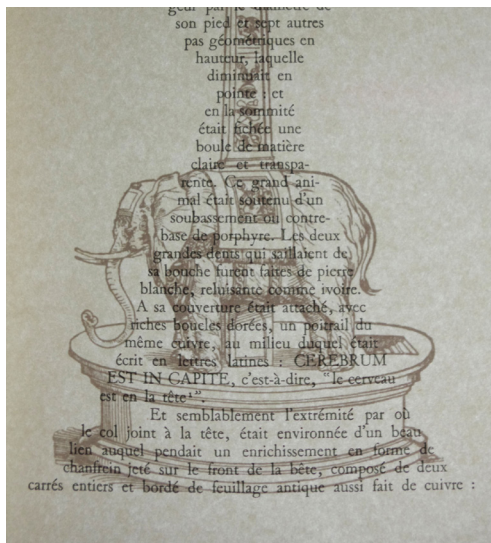 geur par le diamètre de
son pied et sept autres
pas géométriques en
hauteur, laquelle
diminuait en
pointe ; et
en la sommité
était fichée une
boule de matière
claire et transpa-
rente. Ce grand ani-
mal était soutenu d'un
soubassement ou contre-
base de porphyre. Les deux
grandes dents qui saillaient de
sa bouche furent faites de pierre
blanche, reluisante comme ivoire.
A sa couverture était attaché, avec
riches boucles dorées, un poitrail du
même cuivre, au milieu duquel était
écrit en lettres latines : CEREBRUM
EST IN CAPITE, c'est-à-dire, “le cerveau
est en la tête¹”
Et semblablement l'extrémité par où
le col joint à la tête, était environnée d'un beau
lien auquel pendait un enrichissement en forme de
chanfrein jeté sur le front de la bête, composé de deux
carrés entiers et bordé de feuillage antique aussi fait de cuivre :